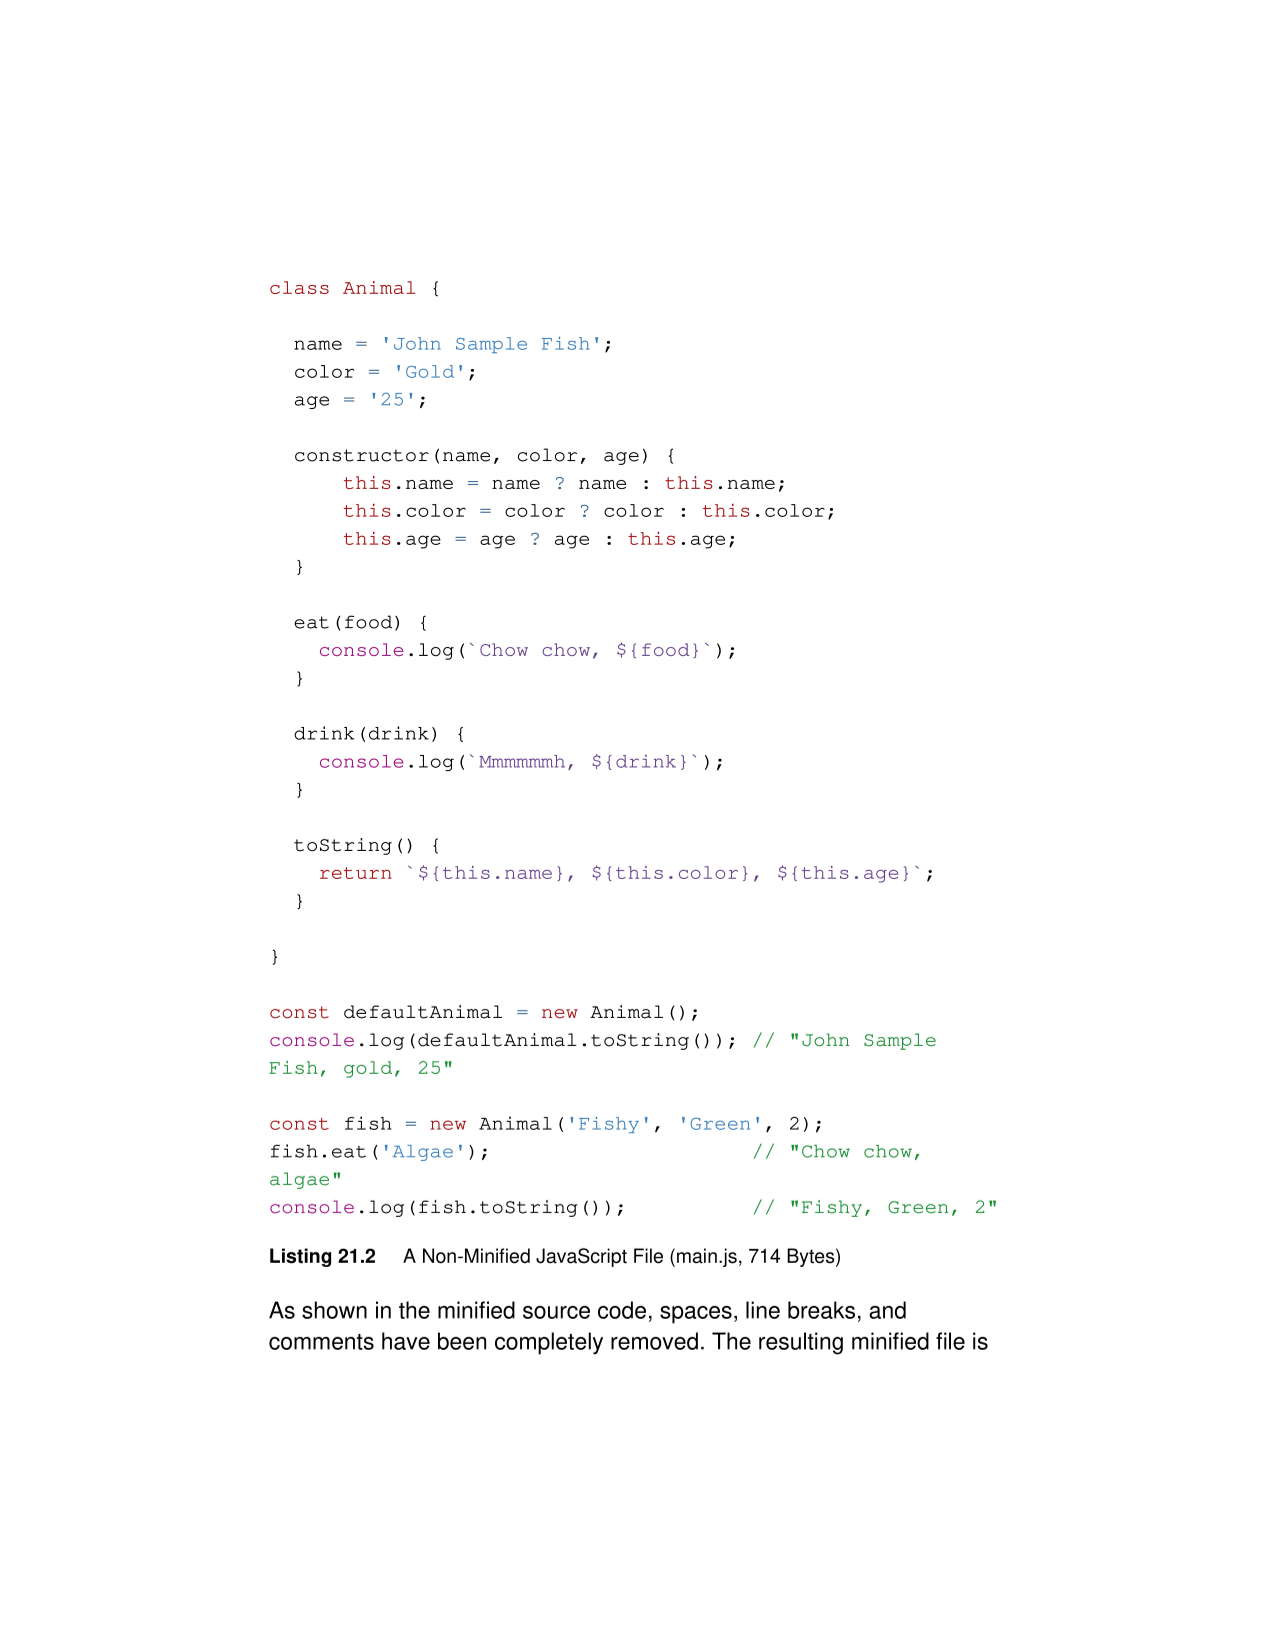 class Animal {
  name = 'John Sample Fish';
  color = 'Gold';
  age = '25';
  constructor(name, color, age) {
      this.name = name ? name : this.name;
      this.color = color ? color : this.color;
      this.age = age ? age : this.age;
  }
  eat(food) {
    console.log(`Chow chow, ${food}`);
  }
  drink(drink) {
    console.log(`Mmmmmmh, ${drink}`);
  }
  toString() {
    return `${this.name}, ${this.color}, ${this.age}`;
  }
}
const defaultAnimal = new Animal();
console.log(defaultAnimal.toString()); // "John Sample
Fish, gold, 25"
const fish = new Animal('Fishy', 'Green', 2);
fish.eat('Algae');                     // "Chow chow,
algae"
console.log(fish.toString());          // "Fishy, Green, 2"
Listing 21.2 A Non-Minified JavaScript File (main.js, 714 Bytes)
As shown in the minified source code, spaces, line breaks, and
comments have been completely removed. The resulting minified file is